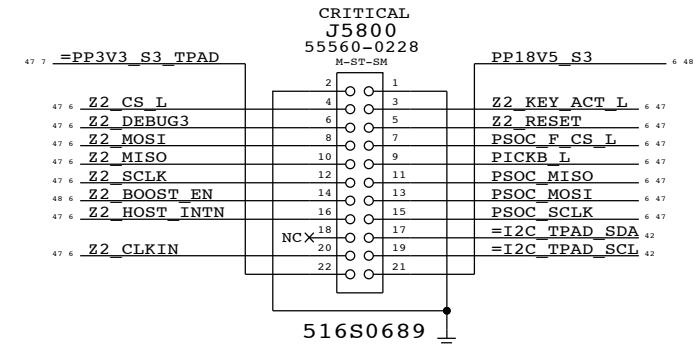 CRITICAL
J5800
55560-0228
M-ST-SM
47 7 =PP3V3_S3_TPAD PP18V5_S3 6 48
2 1
47 6 Z2_CS_L 4 3 Z2_KEY_ACT_L 6 47
47 6 Z2_DEBUG3 6 5 Z2_RESET 6 47
47 6 Z2_MOSI 8 7 PSOC_F_CS_L 6 47
47 6 Z2_MISO 10 9 PICKB_L 6 47
47 6 Z2_SCLK 12 11 PSOC_MISO 6 47
48 6 Z2_BOOST_EN 14 13 PSOC_MOSI 6 47
47 6 Z2_HOST_INTN 16 15 PSOC_SCLK 6 47
NC 18 17 =I2C_TPAD_SDA 42
47 6 Z2_CLKIN 20 19 =I2C_TPAD_SCL 42
22 21
516S0689